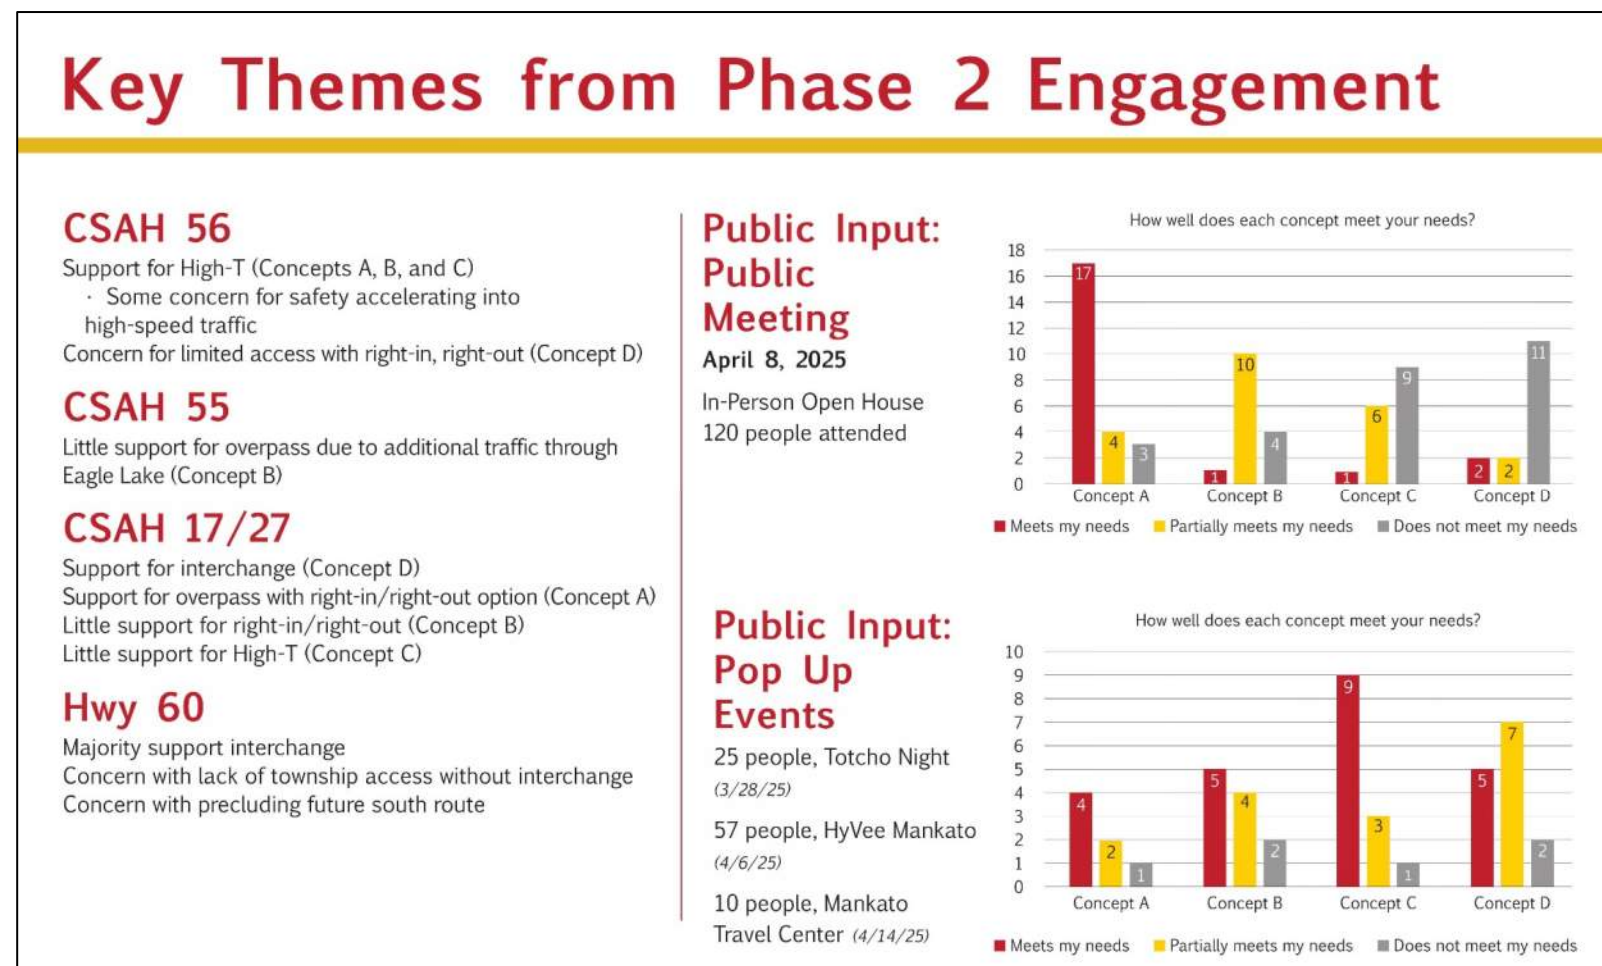 Key Themes from Phase 2 Engagement
CSAH 56
Support for High-T (Concepts A, B, and C)
· Some concern for safety accelerating into
high-speed traffic
Concern for limited access with right-in, right-out (Concept D)
CSAH 55
Little support for overpass due to additional traffic through
Eagle Lake (Concept B)
CSAH 17/27
Support for interchange (Concept D)
Support for overpass with right-in/right-out option (Concept A)
Little support for right-in/right-out (Concept B)
Little support for High-T (Concept C)
Hwy 60
Majority support interchange
Concern with lack of township access without interchange
Concern with precluding future south route
Public Input:
Public
Meeting
April 8, 2025
In-Person Open House
120 people attended
How well does each concept meet your needs?
18
16
14
12
10
8
6
4
2
0
17
4
3
1
10
4
1
6
9
2
2
11
Concept A
Concept B
Concept C
Concept D
Meets my needs
Partially meets my needs
Does not meet my needs
Public Input:
Pop Up
Events
25 people, Totcho Night
(3/28/25)
57 people, HyVee Mankato
(4/6/25)
10 people, Mankato
Travel Center (4/14/25)
How well does each concept meet your needs?
10
9
8
7
6
5
4
3
2
1
0
4
2
1
5
4
2
9
3
1
5
7
2
Concept A
Concept B
Concept C
Concept D
Meets my needs
Partially meets my needs
Does not meet my needs